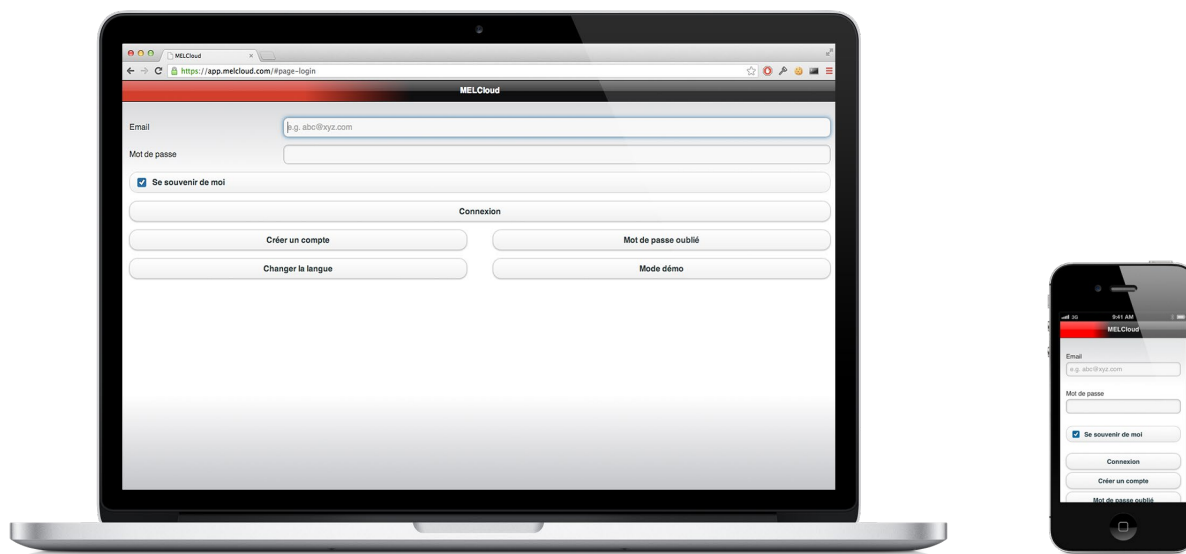 MELCloud
https://app.melcloud.com/#page-login
MELCloud
Email
e.g. abc@xyz.com
Mot de passe
Se souvenir de moi
Connexion
Créer un compte
Mot de passe oublié
Changer la langue
Mode démo
3G 9:41 AM
MELCloud
Email
e.g. abc@xyz.com
Mot de passe
Se souvenir de moi
Connexion
Créer un compte
Mot de passe oublié